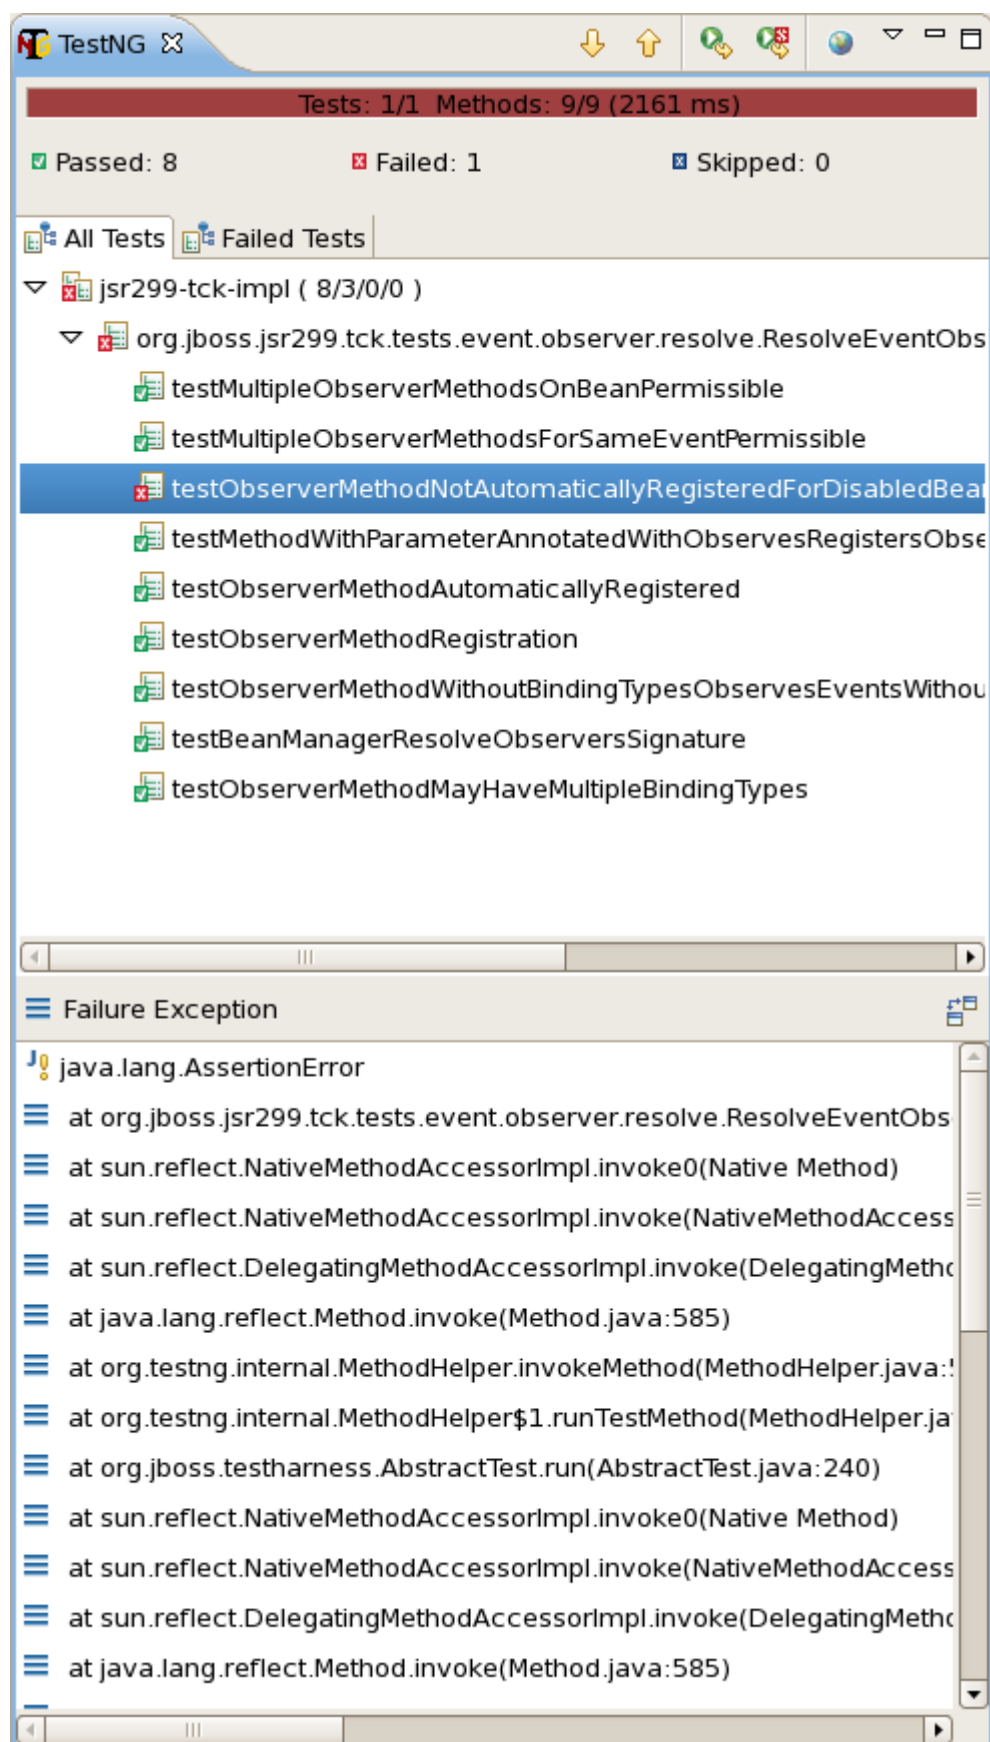 TestNG
Tests: 1/1 Methods: 9/9 (2161 ms)
Passed: 8 Failed: 1 Skipped: 0
All Tests Failed Tests
jsr299-tck-impl ( 8/3/0/0 )
org.jboss.jsr299.tck.tests.event.observer.resolve.ResolveEventObs
testMultipleObserverMethodsOnBeanPermissible
testMultipleObserverMethodsForSameEventPermissible
testObserverMethodNotAutomaticallyRegisteredForDisabledBea
testMethodWithParameterAnnotatedWithObservesRegistersObse
testObserverMethodAutomaticallyRegistered
testObserverMethodRegistration
testObserverMethodWithoutBindingTypesObservesEventsWithou
testBeanManagerResolveObserversSignature
testObserverMethodMayHaveMultipleBindingTypes
Failure Exception
java.lang.AssertionError
at org.jboss.jsr299.tck.tests.event.observer.resolve.ResolveEventObs
at sun.reflect.NativeMethodAccessorImpl.invoke0(Native Method)
at sun.reflect.NativeMethodAccessorImpl.invoke(NativeMethodAccess
at sun.reflect.DelegatingMethodAccessorImpl.invoke(DelegatingMetho
at java.lang.reflect.Method.invoke(Method.java:585)
at org.testng.internal.MethodHelper.invokeMethod(MethodHelper.java:
at org.testng.internal.MethodHelper$1.runTestMethod(MethodHelper.ja
at org.jboss.testharness.AbstractTest.run(AbstractTest.java:240)
at sun.reflect.NativeMethodAccessorImpl.invoke0(Native Method)
at sun.reflect.NativeMethodAccessorImpl.invoke(NativeMethodAccess
at sun.reflect.DelegatingMethodAccessorImpl.invoke(DelegatingMetho
at java.lang.reflect.Method.invoke(Method.java:585)